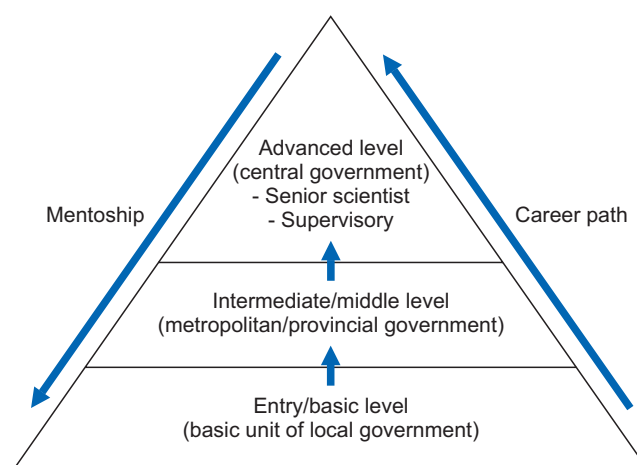 Advanced level
(central government)
- Senior scientist
- Supervisory
Mentoship
Career path
Intermediate/middle level
(metropolitan/provincial government)
Entry/basic level
(basic unit of local government)